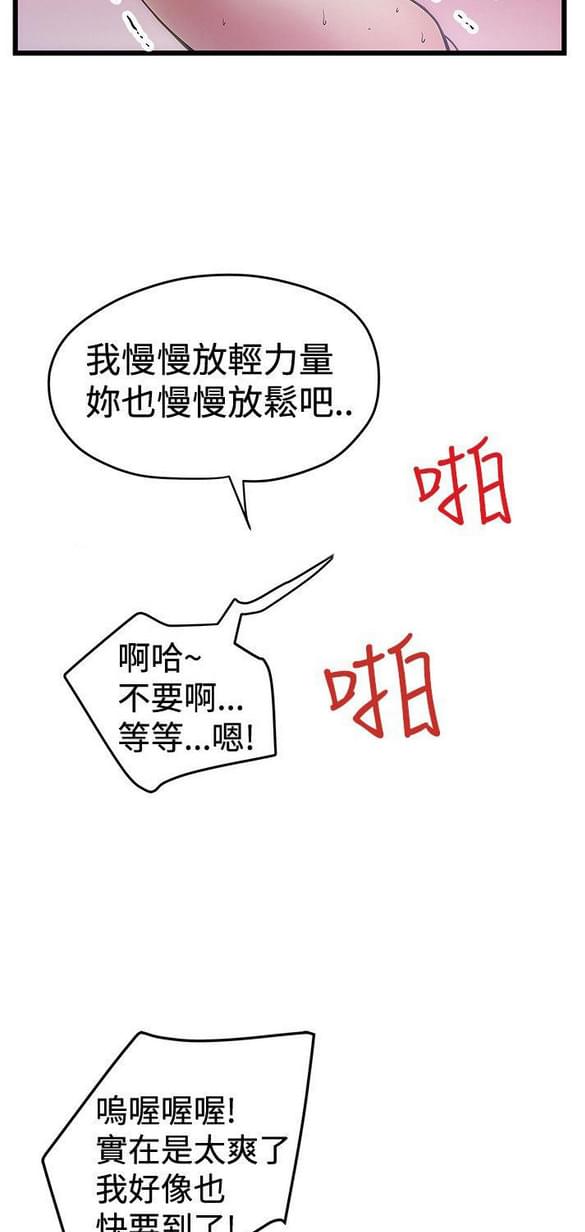 我慢慢放輕力量
妳也慢慢放鬆吧..
啪
啊哈~
不要啊...
等等...嗯!
啪
嗚喔喔喔!
實在是太爽了
我好像也
快要到了!